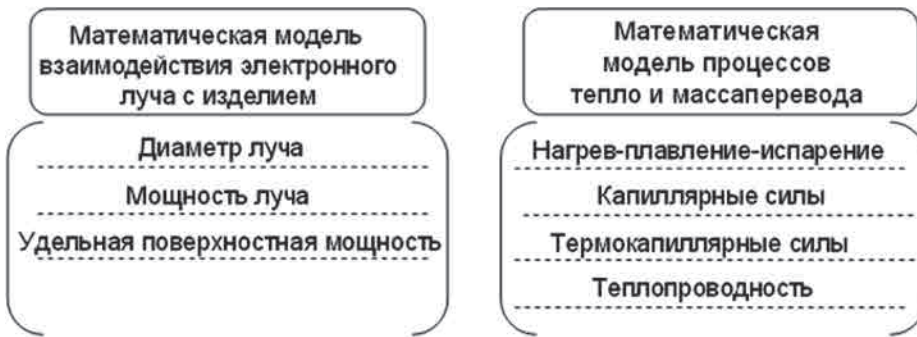 Математическая модель
взаимодействия электронного
луча с изделием
Диаметр луча
Мощность луча
Удельная поверхностная мощность
Математическая
модель процессов
тепло и массаперевода
Нагрев-плавление-испарение
Капиллярные силы
Термокапиллярные силы
Теплопроводность